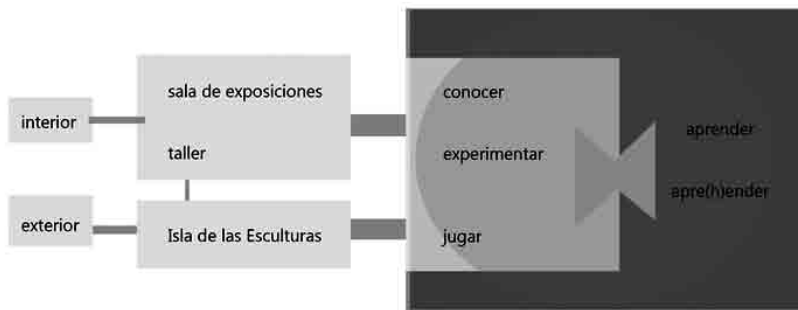 interior
sala de exposiciones
taller
exterior
Isla de las Esculturas
conocer
experimentar
jugar
aprender
apre(h)ender